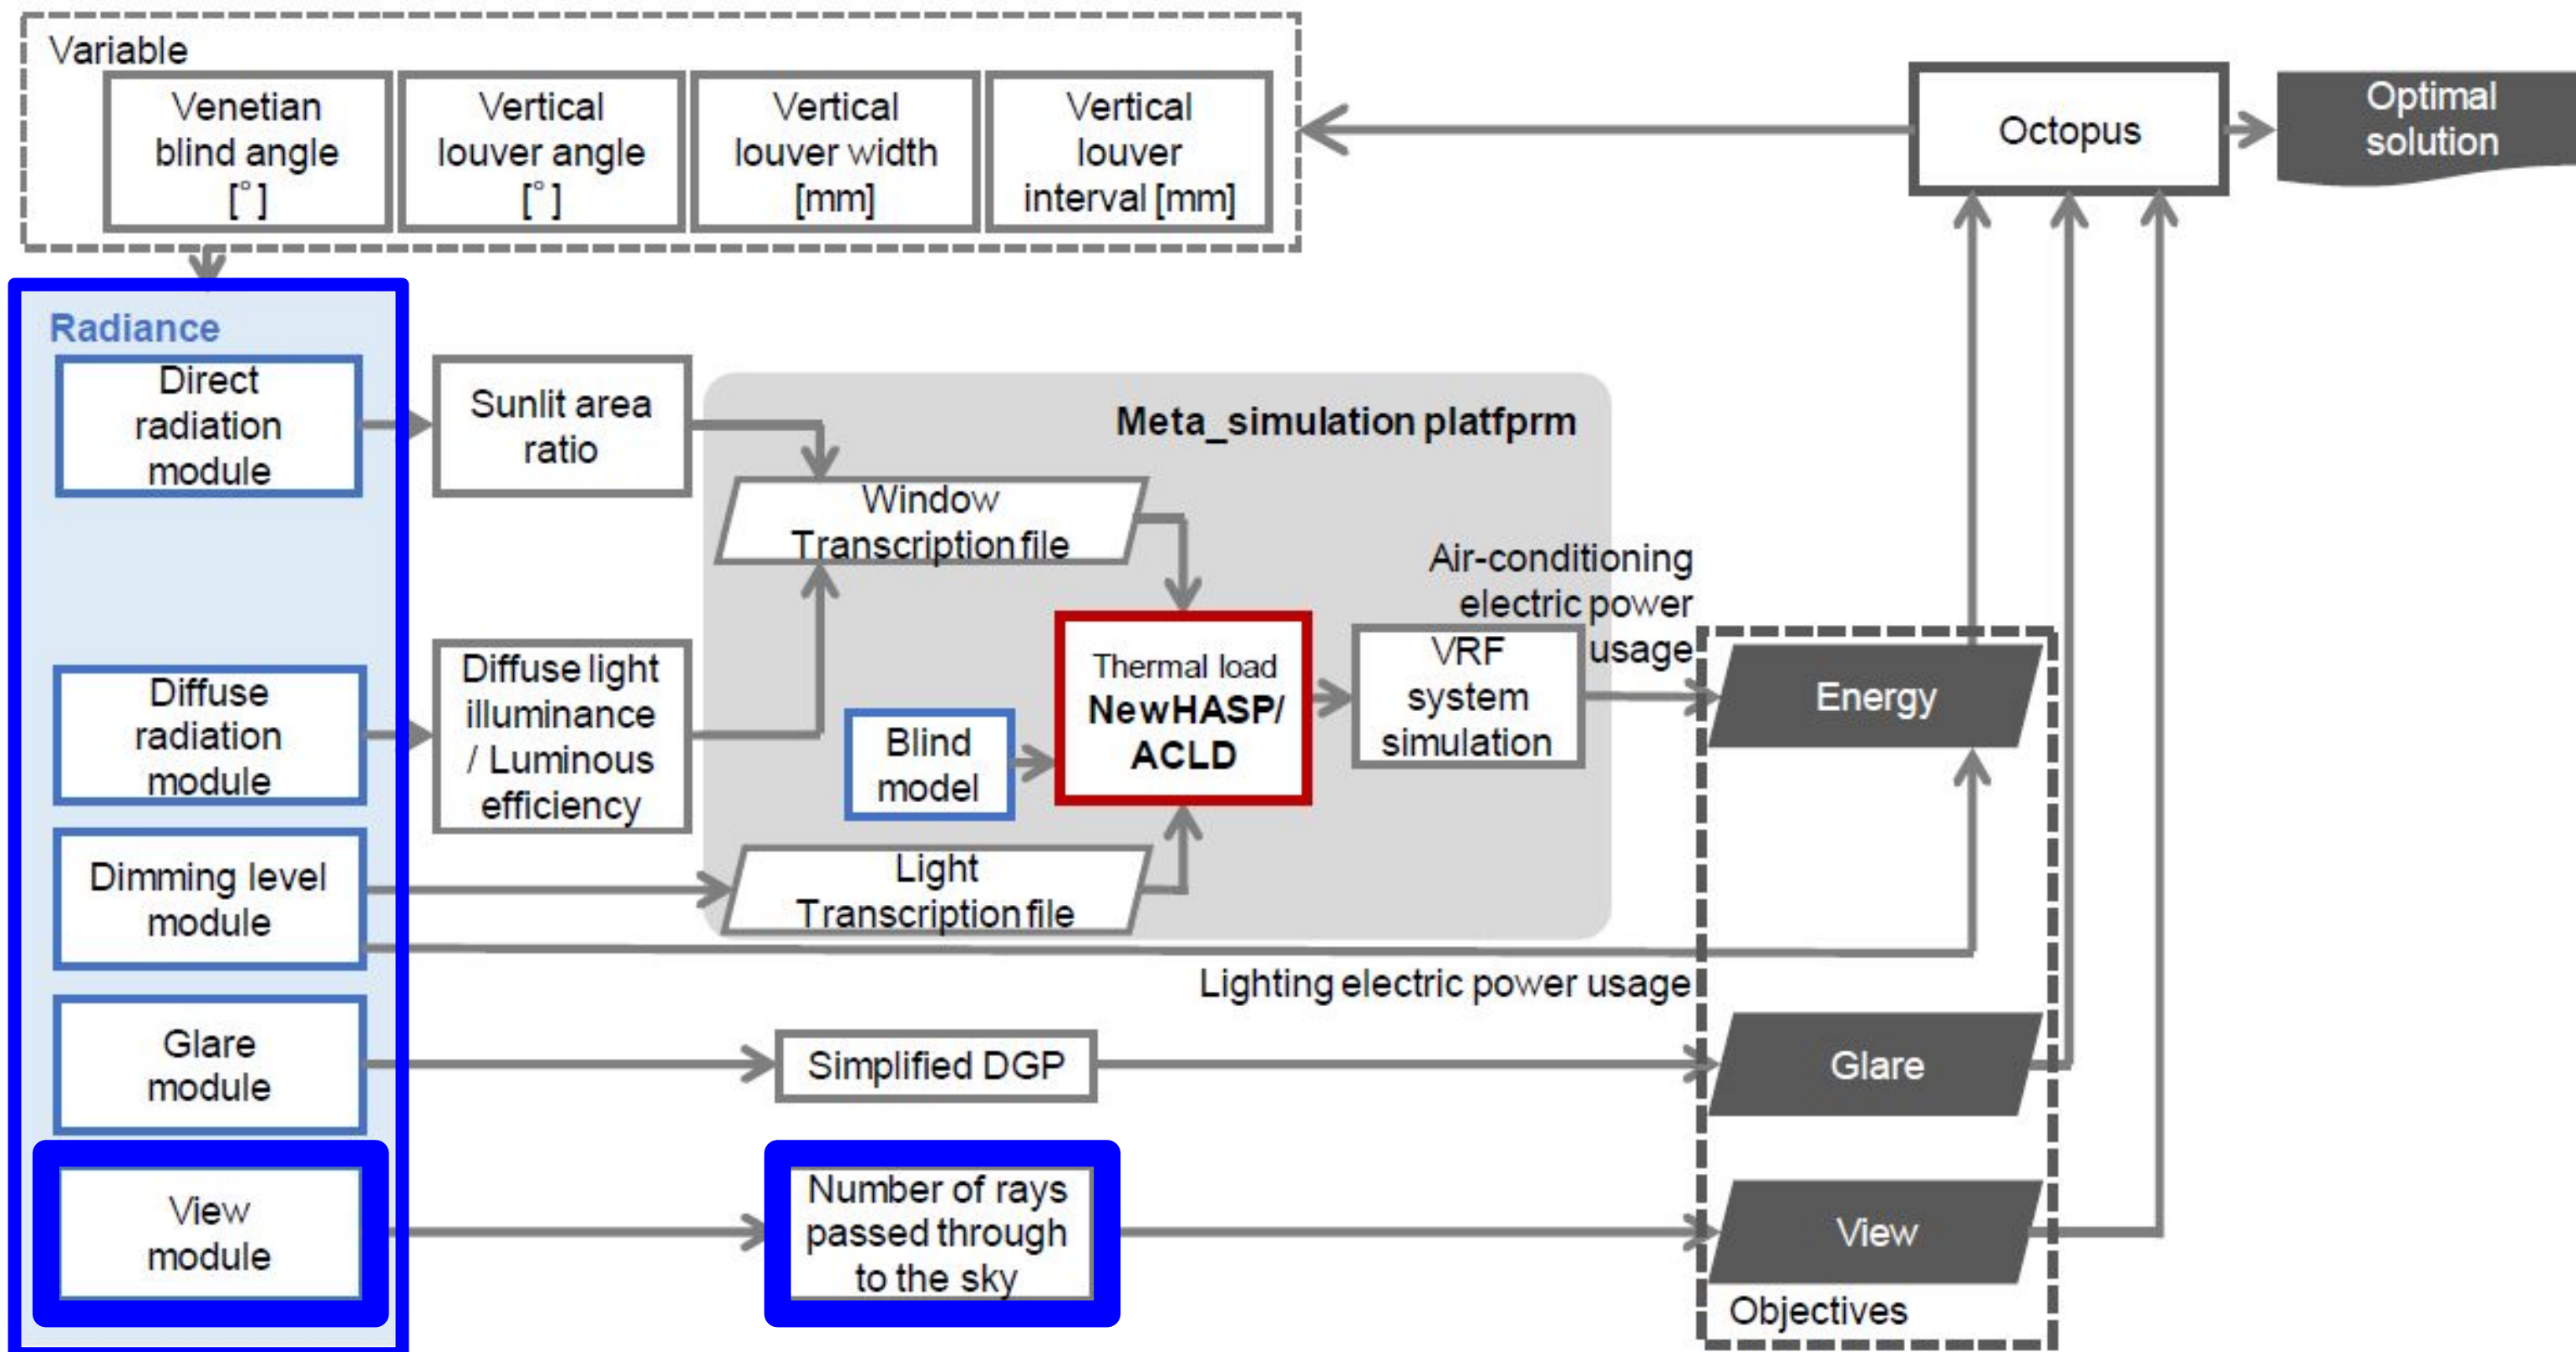 Variable
Venetian
blind angle
[°]
Vertical
louver angle
[°]
Vertical
louver width
[mm]
Vertical
louver
interval [mm]
Octopus
Optimal
solution
Radiance
Direct
radiation
module
Sunlit area
ratio
Meta_simulation platfprm
Window
Transcription file
Air-conditioning
electric power
usage
Diffuse
radiation
module
Diffuse light
illuminance
/ Luminous
efficiency
Blind
model
Thermal load
NewHASP/
ACLD
VRF
system
simulation
Energy
Dimming level
module
Light
Transcription file
Lighting electric power usage
Glare
module
Simplified DGP
Glare
View
module
Number of rays
passed through
to the sky
View
Objectives